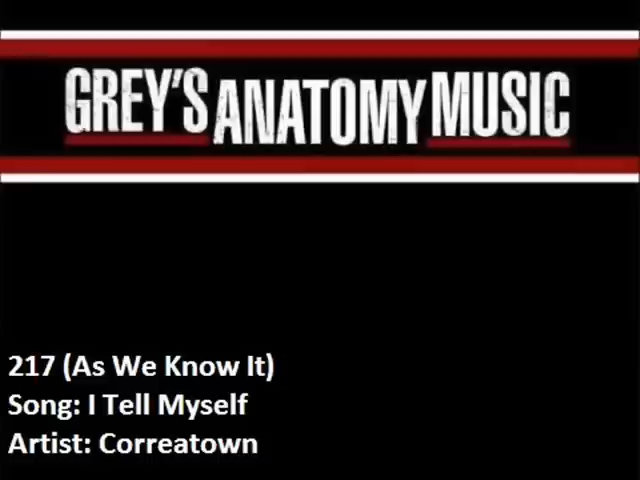 GREY'S ANATOMY MUSIC
217 (As We Know It)
Song: I Tell Myself
Artist: Correatown